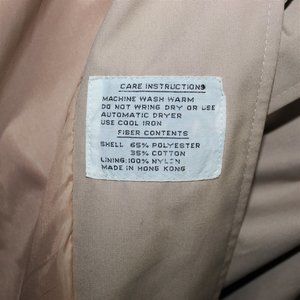 CARE INSTRUCTIONS
MACHINE WASH WARM
DO NOT WRING DRY OR USE
AUTOMATIC DRYER
USE COOL IRON
FIBER CONTENTS
SHELL 65% POLYESTER
35% COTTON
LINING:100% NYLON
MADE IN HONG KONG